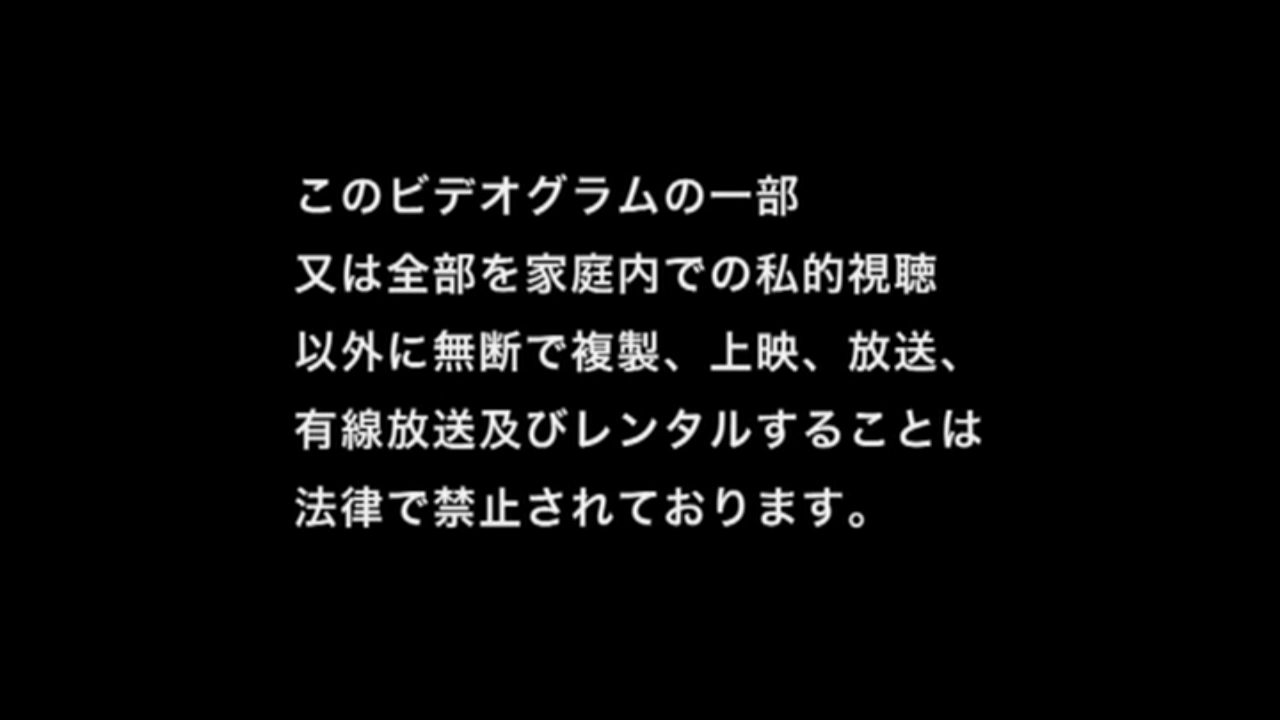 このビデオグラムの一部
又は全部を家庭内での私的視聴
以外に無断で複製、上映、放送、
有線放送及びレンタルすることは
法律で禁止されております。